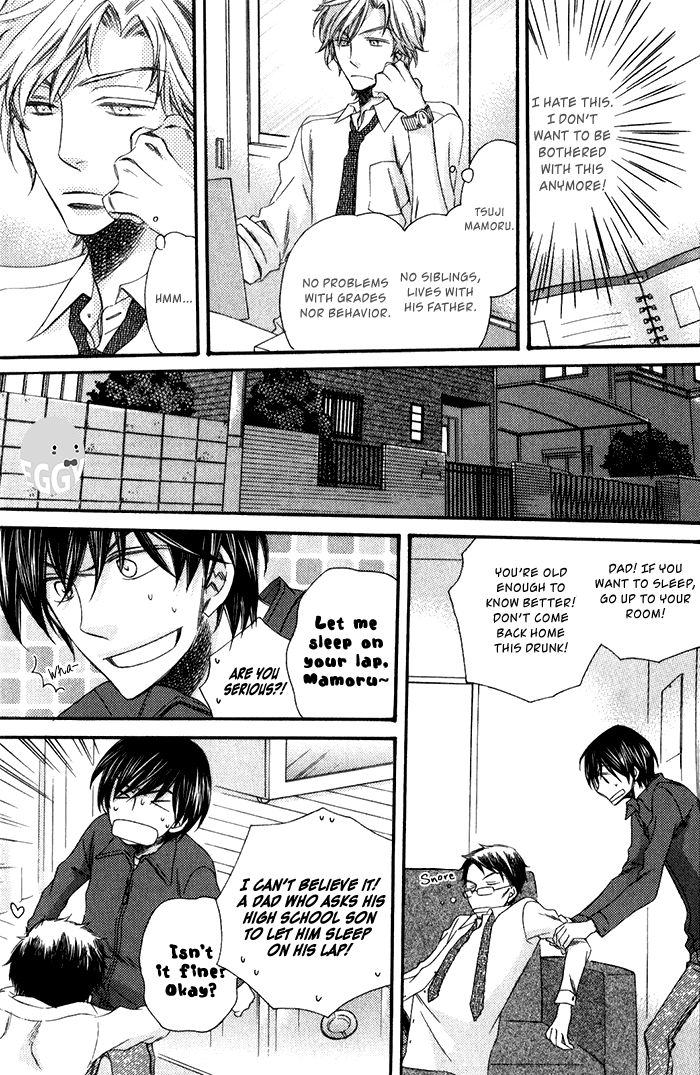 I HATE THIS.
I DON'T
WANT TO BE
BOTHERED
WITH THIS
ANYMORE!
TSUJI
MAMORU.
NO SIBLINGS,
LIVES WITH
HIS FATHER.
NO PROBLEMS
WITH GRADES
NOR BEHAVIOR.
HMM...
EGGY
DAD! IF YOU
WANT TO SLEEP,
GO UP TO YOUR
ROOM!
YOU'RE OLD
ENOUGH TO
KNOW BETTER!
DON'T COME
BACK HOME
THIS DRUNK!
Snore
Let me
sleep on
your lap,
Mamoru~
ARE YOU
SERIOUS?!
Wha-
I CAN'T BELIEVE IT!
A DAD WHO ASKS HIS
HIGH SCHOOL SON
TO LET HIM SLEEP
ON HIS LAP!
Isn't
it fine?
Okay?